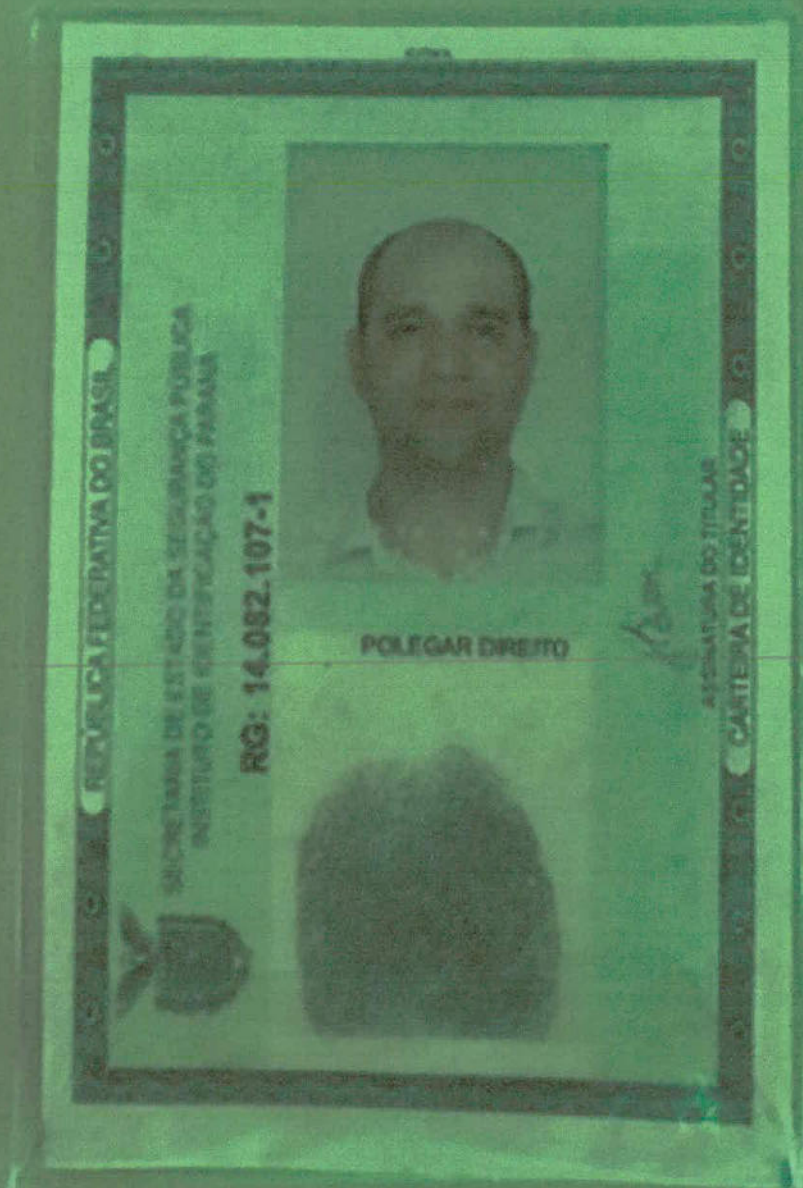 REPÚBLICA FEDERATIVA DO BRASIL
SECRETARIA DE ESTADO DA SEGURANÇA PÚBLICA
INSTITUTO DE IDENTIFICAÇÃO DO PARANÁ
RG: 14.082.107-1
POLEGAR DIREITO
ASSINATURA DO TITULAR
CARTEIRA DE IDENTIDADE